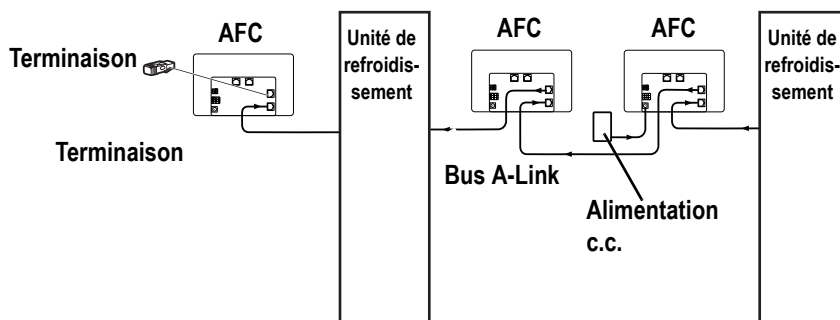 AFC
Terminaison
Terminaison
Unité de
refroidis-
sement
AFC
AFC
Bus A-Link
Alimentation
c.c.
Unité de
refroidis-
sement